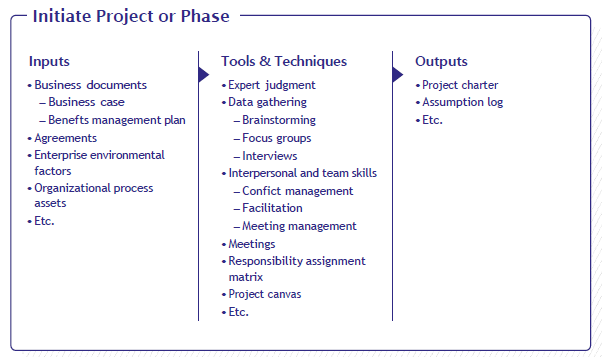 Initiate Project or Phase
Inputs
• Business documents
– Business case
– Benefts management plan
• Agreements
• Enterprise environmental
factors
• Organizational process
assets
• Etc.
Tools & Techniques
• Expert judgment
• Data gathering
– Brainstorming
– Focus groups
– Interviews
• Interpersonal and team skills
– Confict management
– Facilitation
– Meeting management
• Meetings
• Responsibility assignment
matrix
• Project canvas
• Etc.
Outputs
• Project charter
• Assumption log
• Etc.